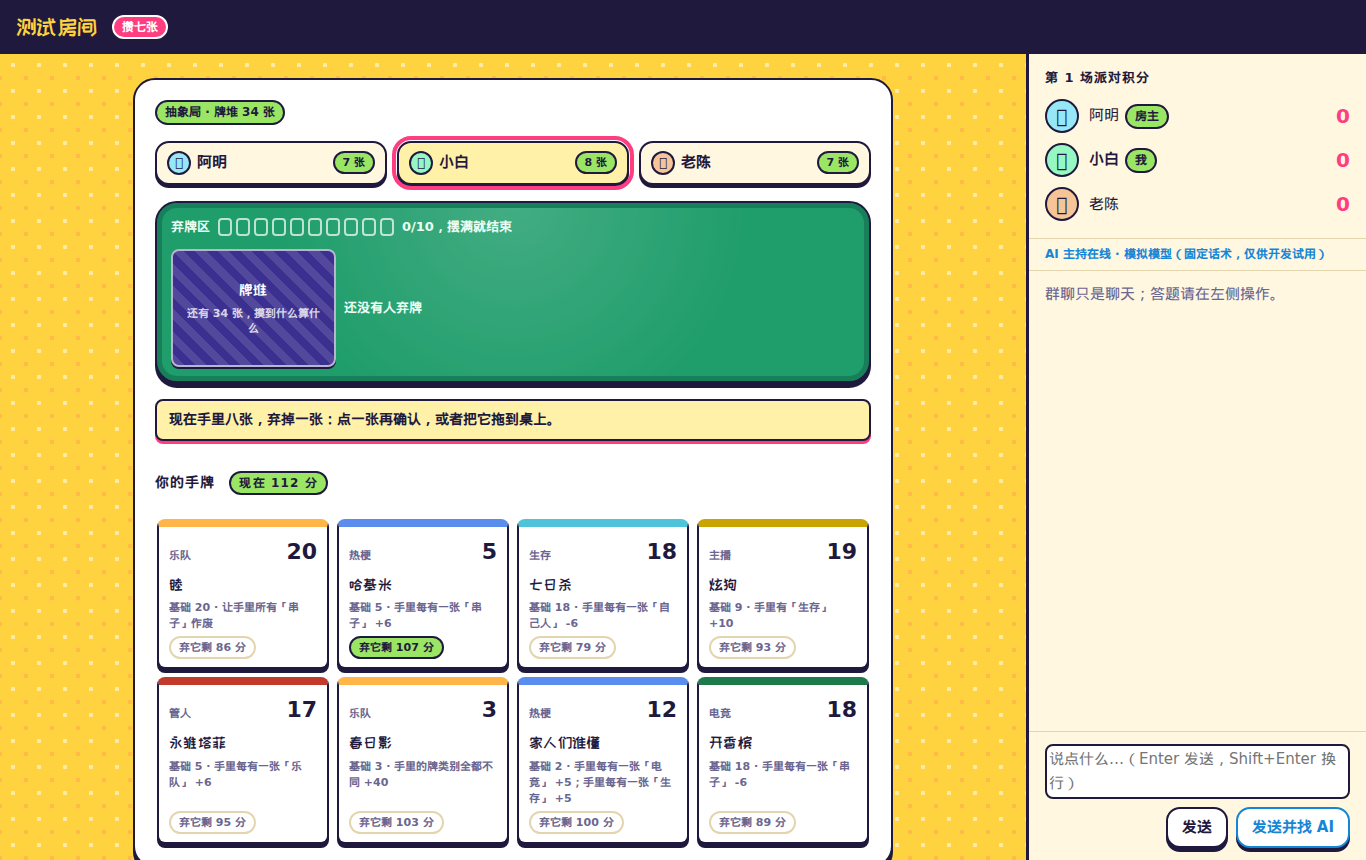 测试房间 攒七张
抽象局 · 牌堆 34 张
阿明 7 张
小白 8 张
老陈 7 张
弃牌区 0/10，摆满就结束
牌堆
还有 34 张，摸到什么算什
么
还没有人弃牌
现在手里八张，弃掉一张：点一张再确认，或者把它拖到桌上。
你的手牌 现在 112 分
乐队 20
睦
基础 20 · 让手里所有「串
子」作废
弃它剩 86 分
热梗 5
哈基米
基础 5 · 手里每有一张「串
子」 +6
弃它剩 107 分
生存 18
七日杀
基础 18 · 手里每有一张「自
己人」 -6
弃它剩 79 分
主播 19
炫狗
基础 9 · 手里有「生存」
+10
弃它剩 93 分
管人 17
永雏塔菲
基础 5 · 手里每有一张「乐
队」 +6
弃它剩 95 分
乐队 3
春日影
基础 3 · 手里的牌类别全都不
同 +40
弃它剩 103 分
热梗 12
家人们谁懂
基础 2 · 手里每有一张「电
竞」 +5；手里每有一张「生
存」 +5
弃它剩 100 分
电竞 18
开香槟
基础 18 · 手里每有一张「串
子」 -6
弃它剩 89 分
第 1 场派对积分
阿明 房主 0
小白 我 0
老陈 0
AI 主持在线 · 模拟模型（固定话术，仅供开发试用）
群聊只是聊天；答题请在左侧操作。
说点什么…（Enter 发送，Shift+Enter 换
行）
发送 发送并找 AI